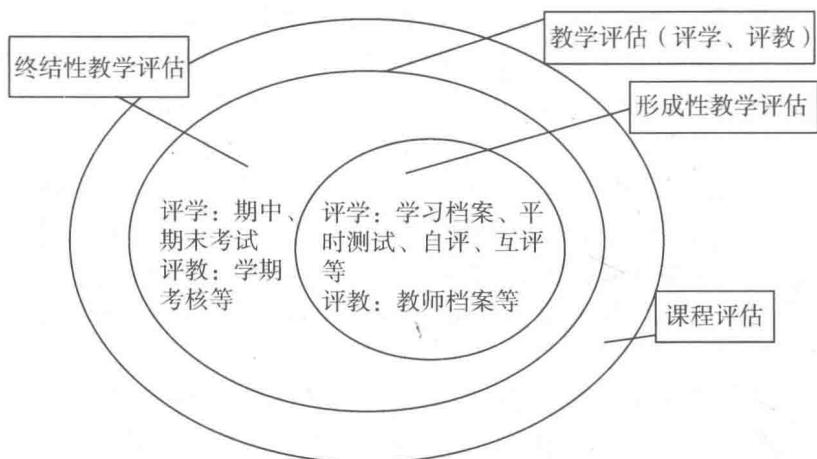 教学评估（评学、评教）
终结性教学评估
形成性教学评估
评学：期中、
期末考试
评教：学期
考核等
评学：学习档案、平
时测试、自评、互评
等
评教：教师档案等
课程评估